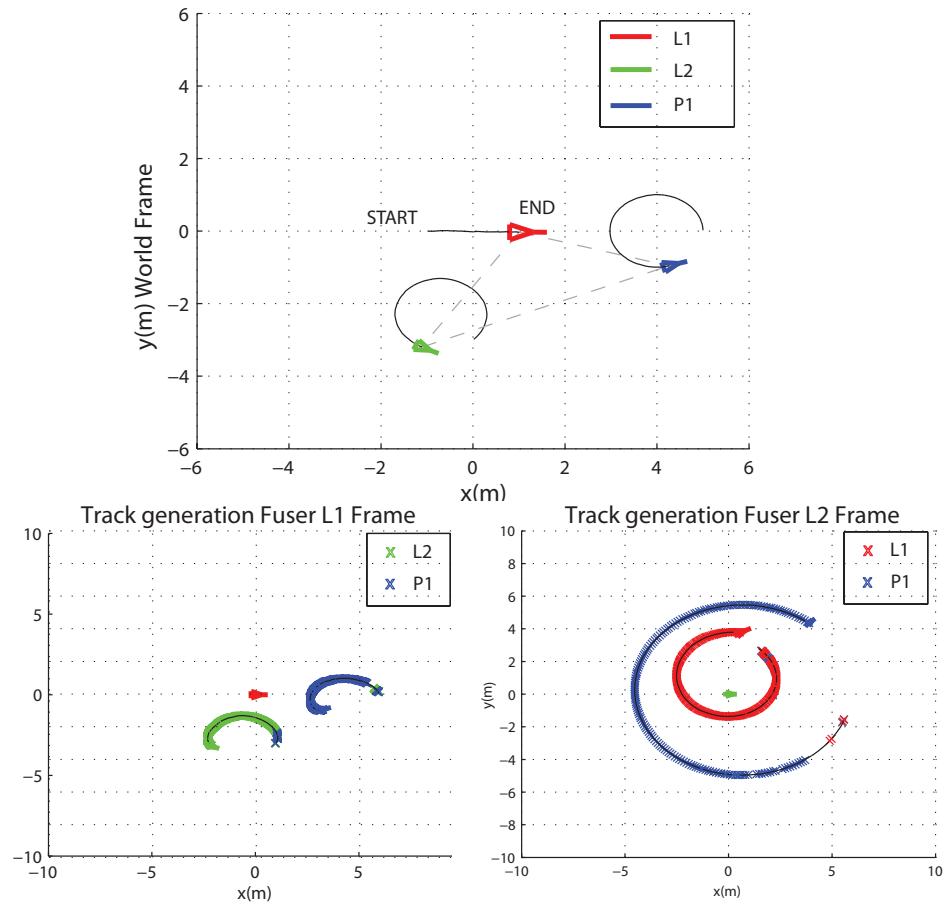 6
4
2
0
−2
−4
−6
y(m) World Frame
L1
L2
P1
START
END
−6
−4
−2
0
2
4
6
x(m)
Track generation Fuser L1 Frame
10
5
0
−5
−10
L2
P1
−10
−5
0
5
x(m)
Track generation Fuser L2 Frame
10
8
6
4
2
0
−2
−4
−6
−8
−10
y(m)
L1
P1
−10
−5
0
5
10
x(m)